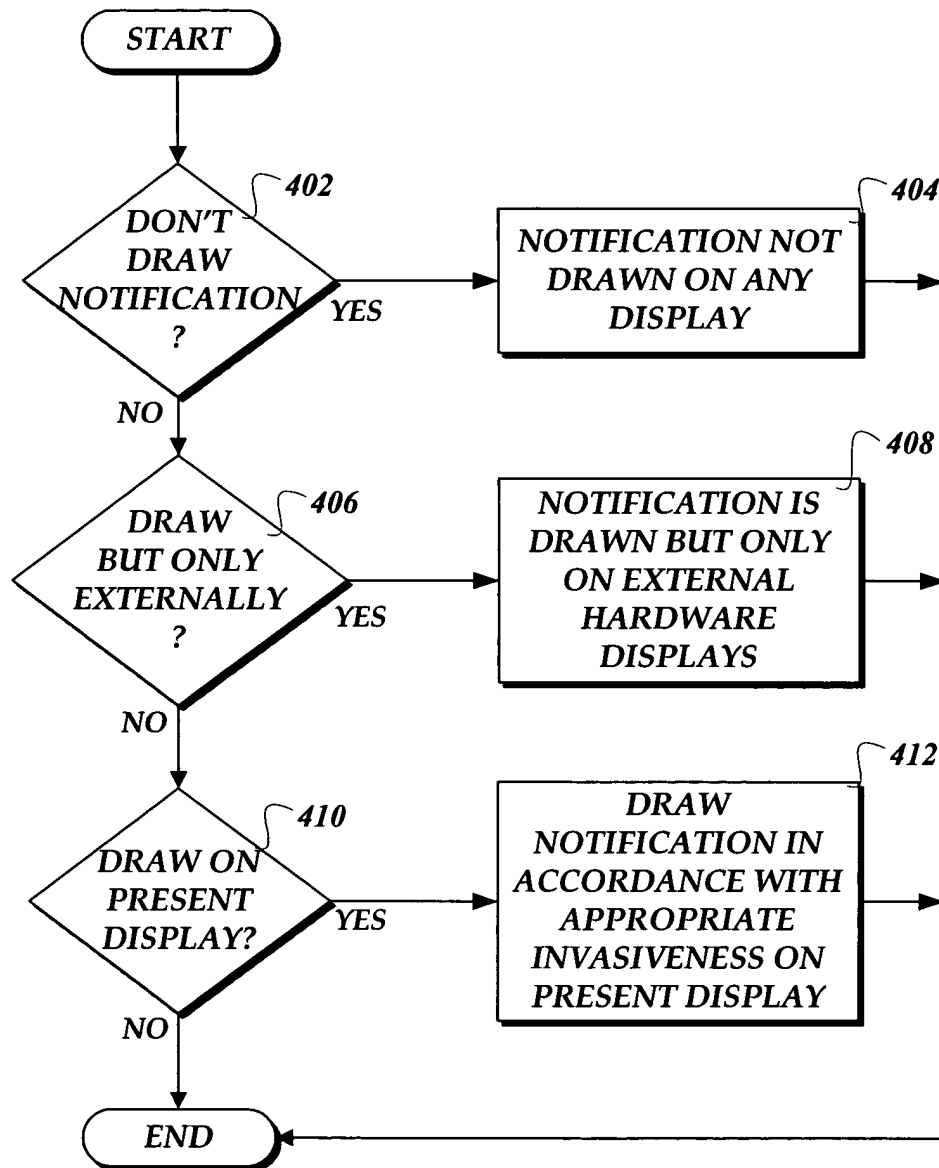 START
402
DON'T
DRAW
NOTIFICATION
?
YES
NO
404
NOTIFICATION NOT
DRAWN ON ANY
DISPLAY
406
DRAW
BUT ONLY
EXTERNALLY
?
YES
NO
408
NOTIFICATION IS
DRAWN BUT ONLY
ON EXTERNAL
HARDWARE
DISPLAYS
410
DRAW ON
PRESENT
DISPLAY?
YES
NO
412
DRAW
NOTIFICATION IN
ACCORDANCE WITH
APPROPRIATE
INVASIVENESS ON
PRESENT DISPLAY
END